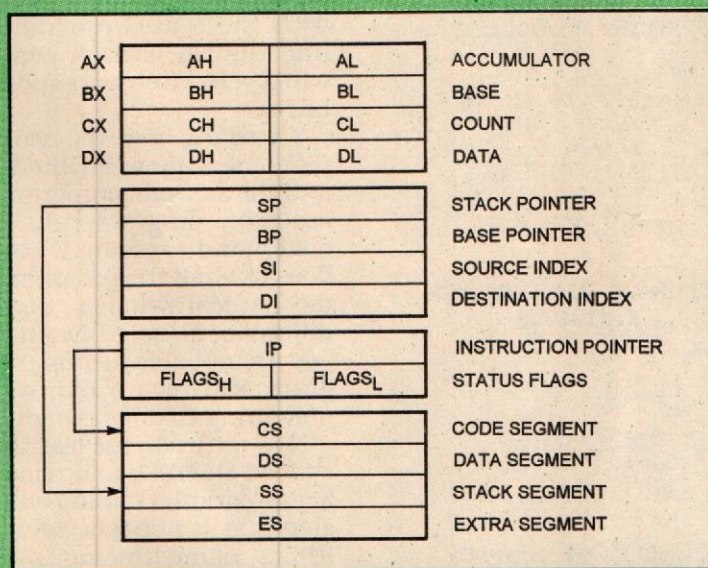 AX AH AL ACCUMULATOR
BX BH BL BASE
CX CH CL COUNT
DX DH DL DATA
SP STACK POINTER
BP BASE POINTER
SI SOURCE INDEX
DI DESTINATION INDEX
IP INSTRUCTION POINTER
FLAGSH FLAGSL STATUS FLAGS
CS CODE SEGMENT
DS DATA SEGMENT
SS STACK SEGMENT
ES EXTRA SEGMENT